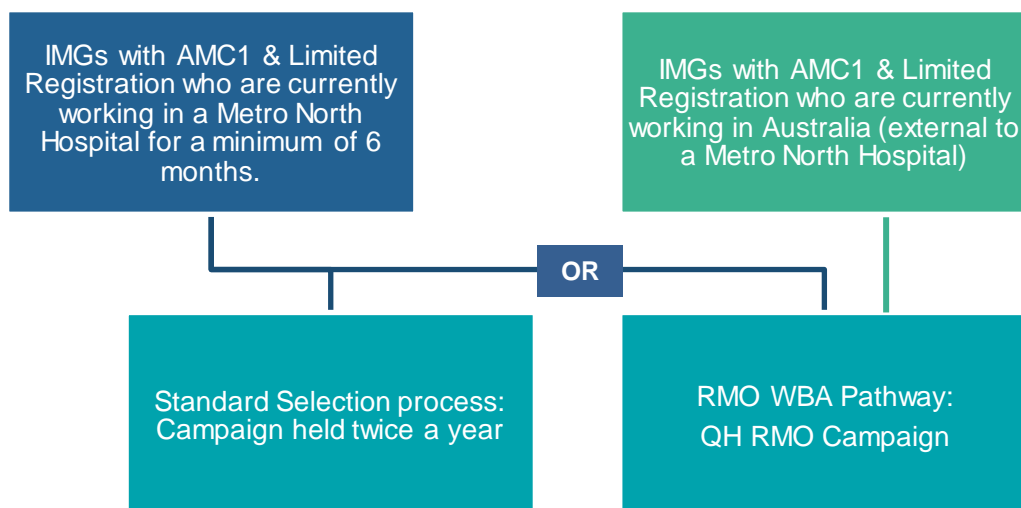 IMGs with AMC1 & Limited
Registration who are currently
working in a Metro North
Hospital for a minimum of 6
months.
IMGs with AMC1 & Limited
Registration who are currently
working in Australia (external to
a Metro North Hospital)
OR
Standard Selection process:
Campaign held twice a year
RMO WBA Pathway:
QH RMO Campaign